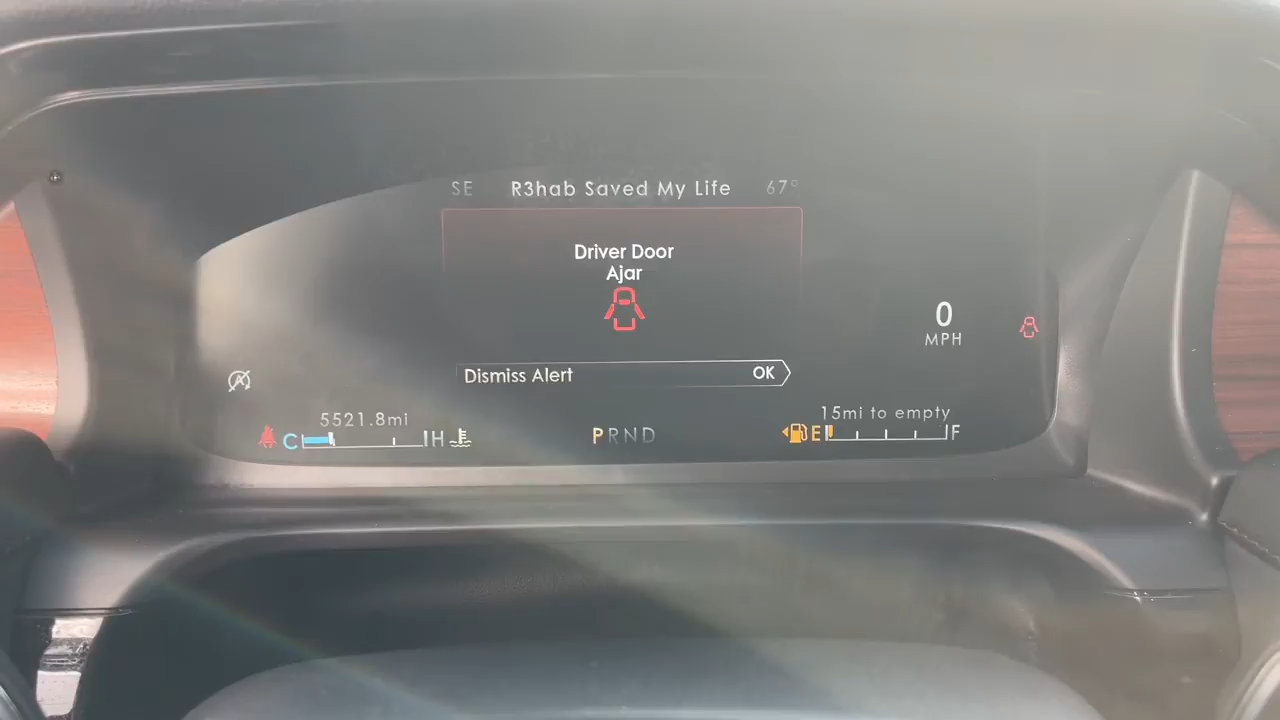 SE R3hab Saved My Life 67°
Driver Door
Ajar
0
MPH
Dismiss Alert OK
5521.8mi 15mi to empty
C H PRND E F